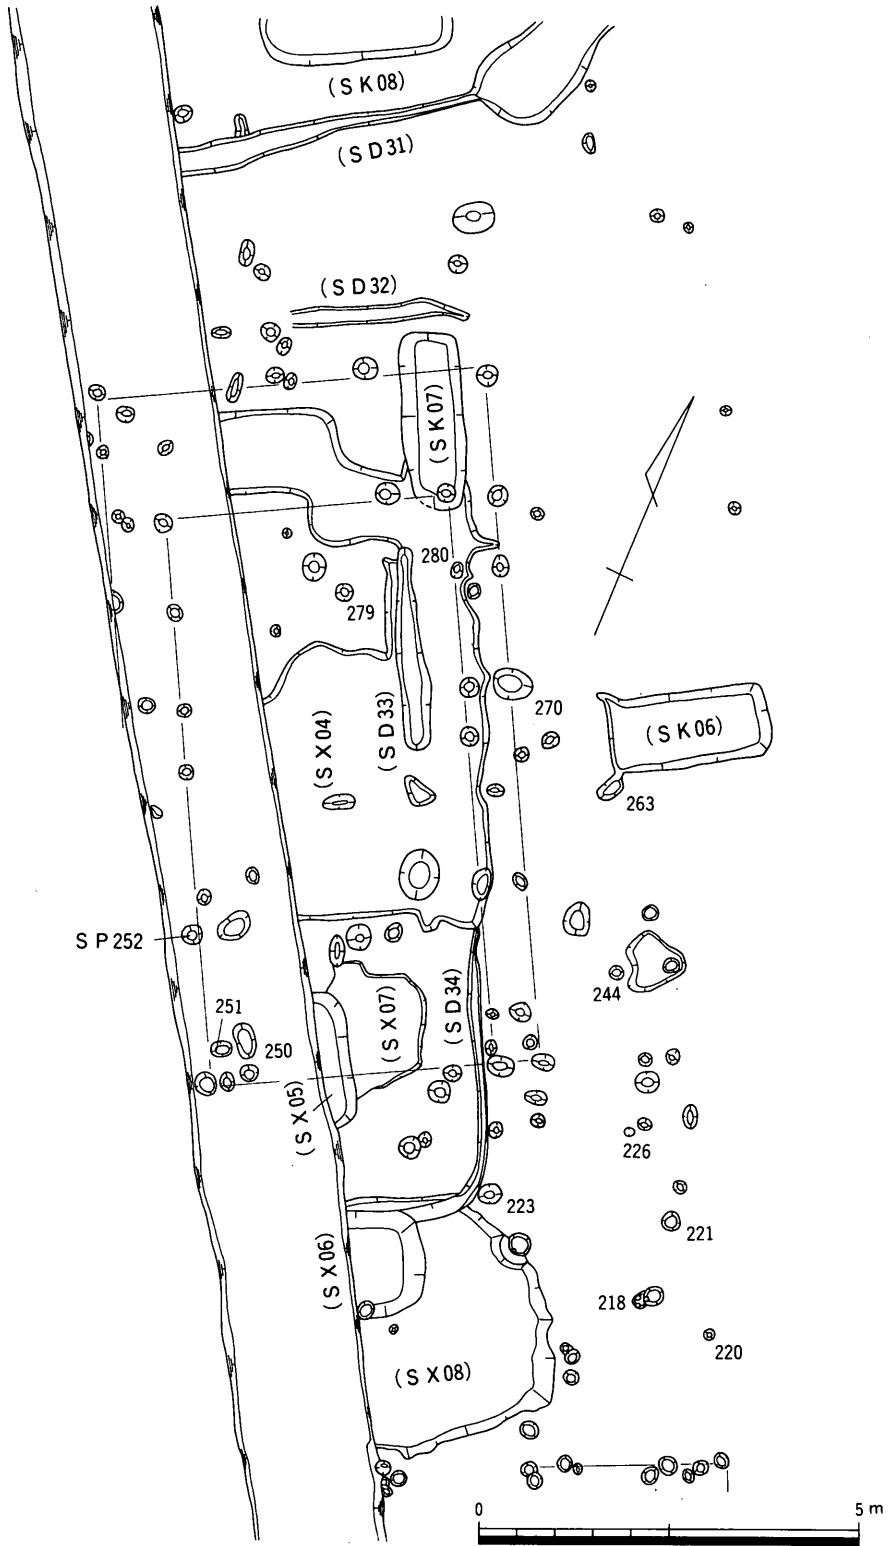 (SK08)
(SD31)
(SD32)
(SK07)
280
279
270
(SD33)
(SX04)
(SK06)
263
SP252
244
(SX07)
(SD34)
251
250
(SX05)
226
223
221
(SX06)
218
220
(SX08)
0 5m